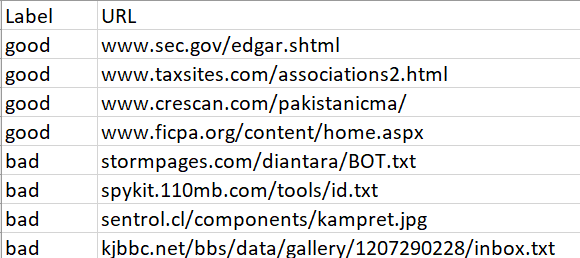 Label URL
good www.sec.gov/edgar.shtml
good www.taxsites.com/associations2.html
good www.crescan.com/pakistanicma/
good www.ficpa.org/content/home.aspx
bad stormpages.com/diantara/BOT.txt
bad spykit.110mb.com/tools/id.txt
bad sentrol.cl/components/kampret.jpg
bad kjbbc.net/bbs/data/gallery/1207290228/inbox.txt